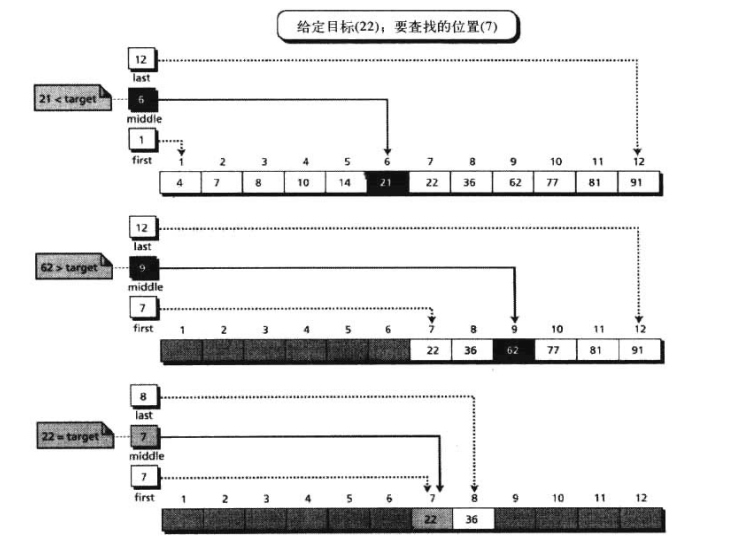 给定目标(22)；要查找的位置(7)
12
last
21 < target
6
middle
1
first
1 2 3 4 5 6 7 8 9 10 11 12
4 7 8 10 14 21 22 36 62 77 81 91
12
last
62 > target
9
middle
7
first
1 2 3 4 5 6 7 8 9 10 11 12
22 36 62 77 81 91
8
last
22 = target
7
middle
7
first
1 2 3 4 5 6 7 8 9 10 11 12
22 36